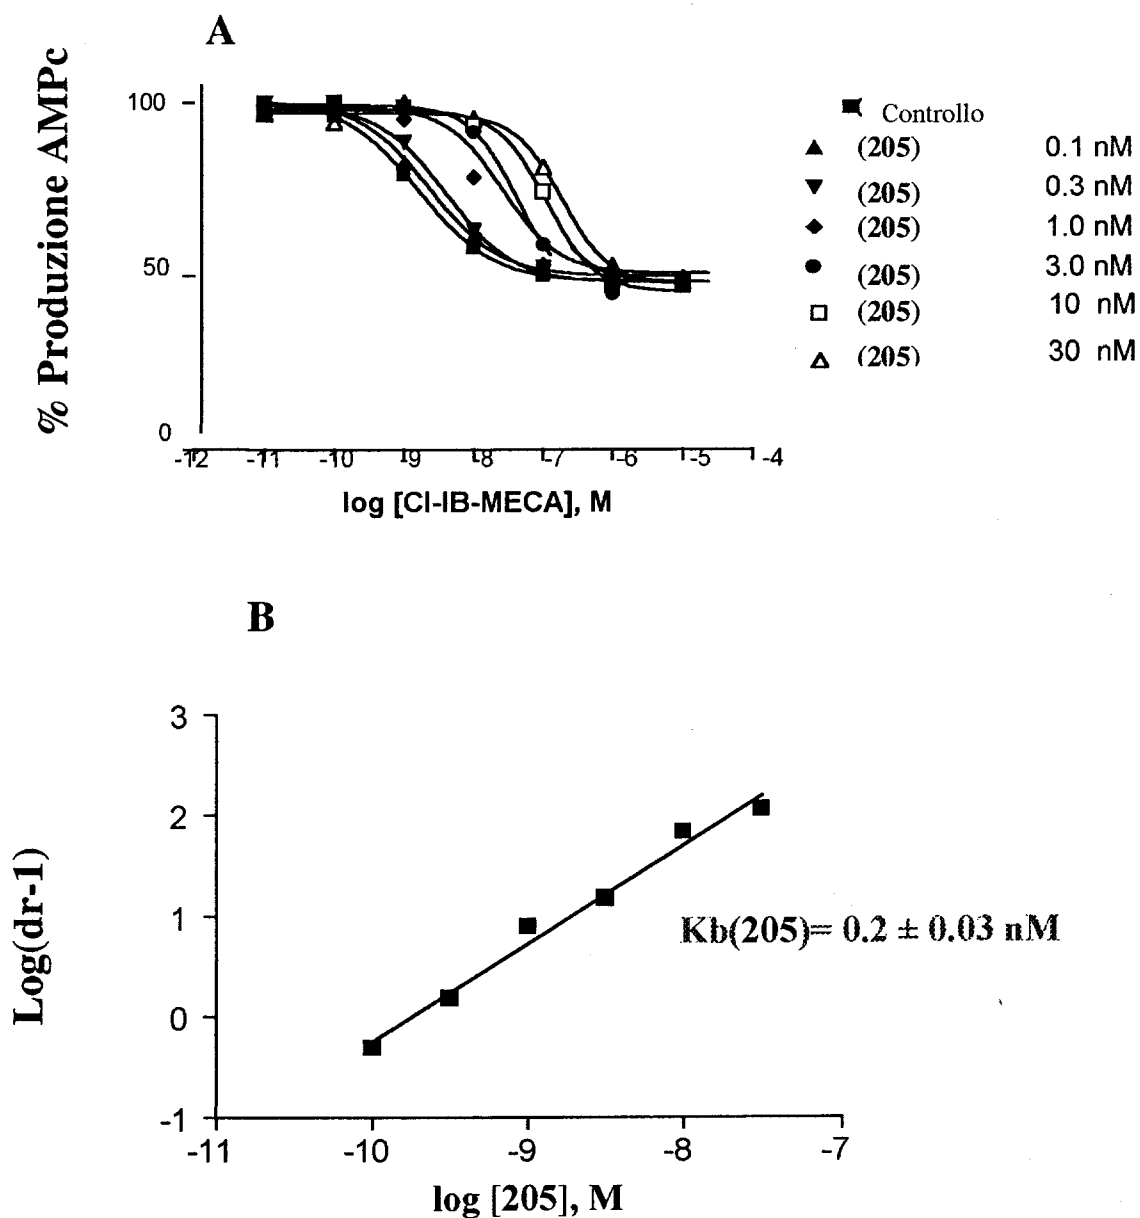 A
% Produzione AMPc
100
50
0
-12 -11 -10 -9 -8 -7 -6 -5 -4
log [Cl-IB-MECA], M
Controllo
(205) 0.1 nM
(205) 0.3 nM
(205) 1.0 nM
(205) 3.0 nM
(205) 10 nM
(205) 30 nM
B
Log(dr-1)
3
2
1
0
-1
Kb(205)= 0.2 ± 0.03 nM
-11 -10 -9 -8 -7
log [205], M